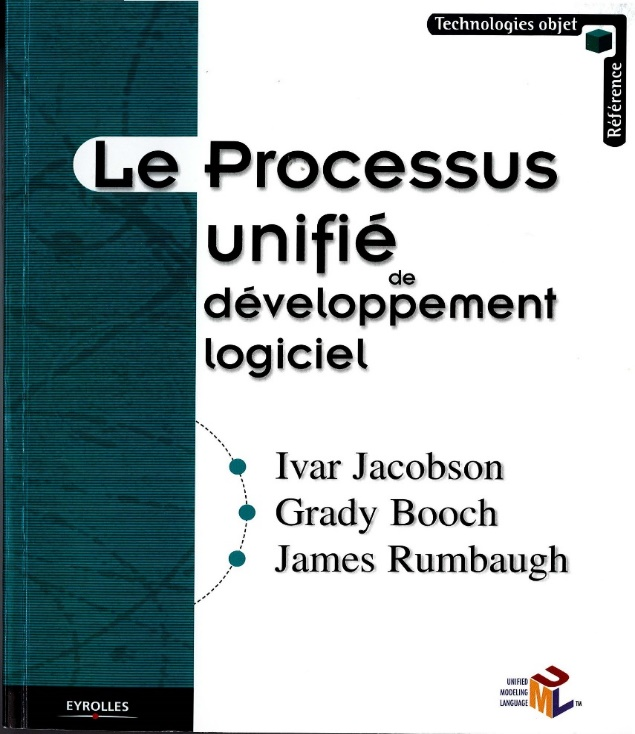 Technologies objet
Référence
Le Processus
unifié
de
développement
logiciel
Ivar Jacobson
Grady Booch
James Rumbaugh
UNIFIED
MODELING
LANGUAGE
UML
TM
EYROLLES